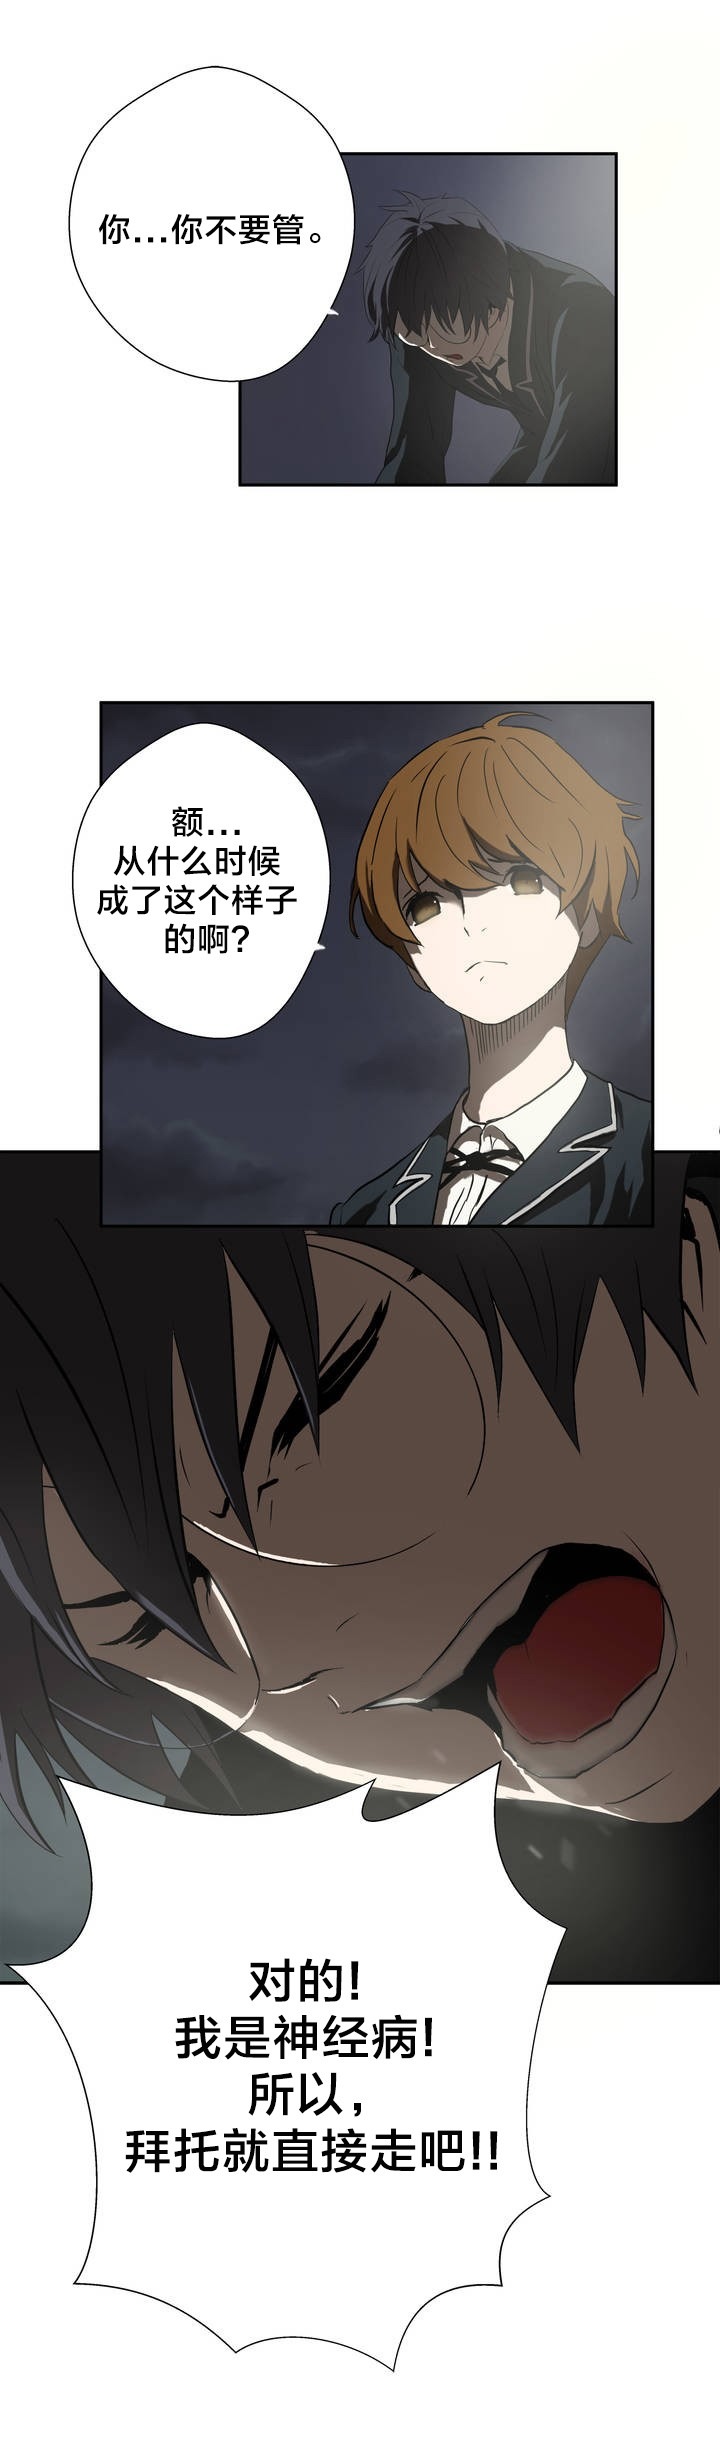 你...你不要管。
额...
从什么时候
成了这个样子
的啊?
对的!
我是神经病!
所以,
拜托就直接走吧!!